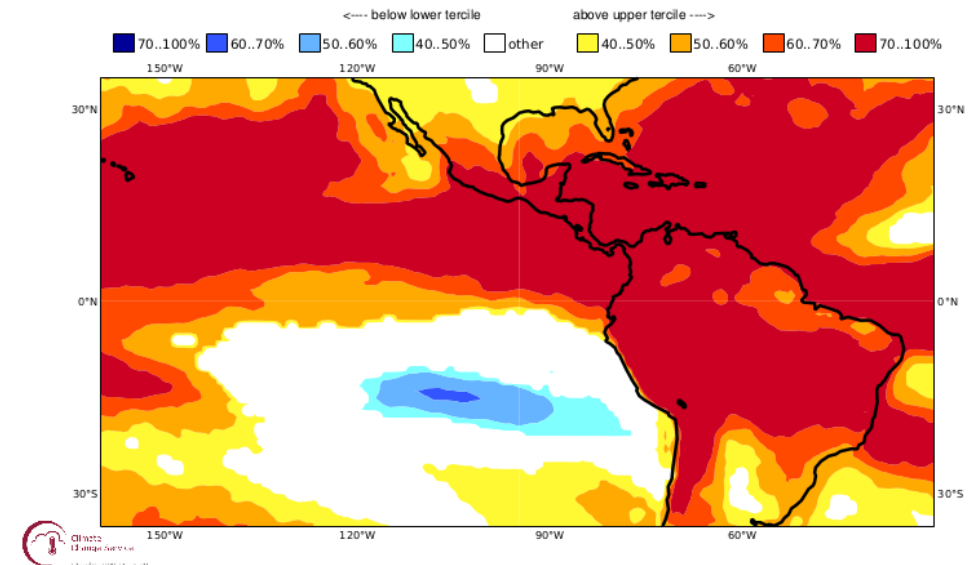 <---- below lower tercile above upper tercile ---->
70..100% 60..70% 50..60% 40..50% other 40..50% 50..60% 60..70% 70..100%
150°W 120°W 90°W 60°W
30°N 30°N
0°N 0°N
30°S 30°S
150°W 120°W 90°W 60°W
Climate
Change Service